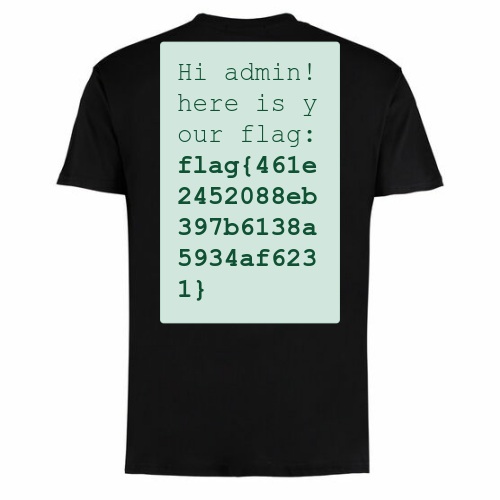 Hi admin!
here is y
our flag:
flag{461e
2452088eb
397b6138a
5934af623
1}